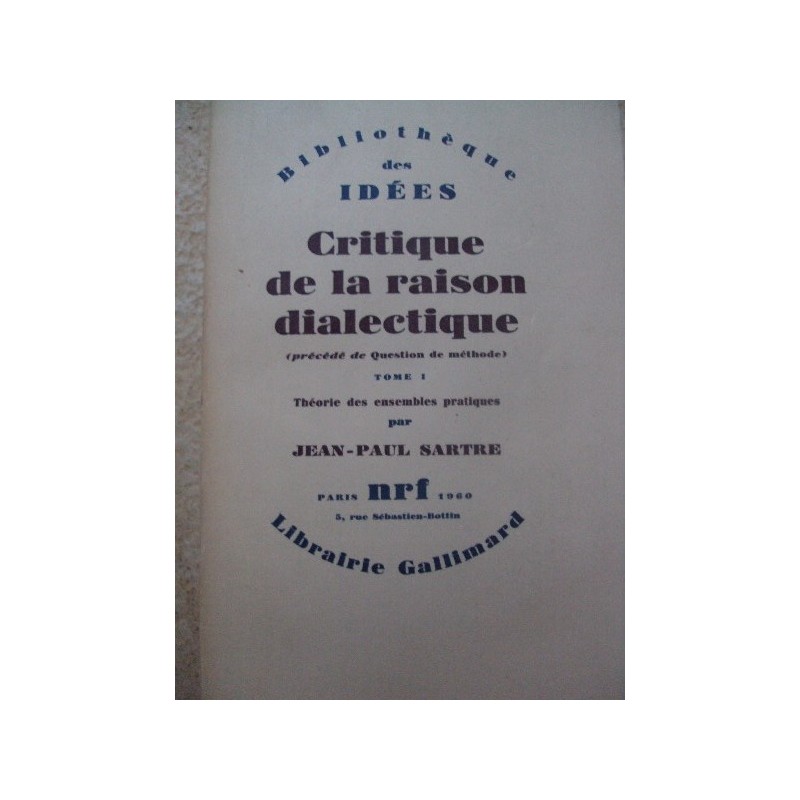 Bibliothèque
des
IDÉES
Critique
de la raison
dialectique
(précédé de Question de méthode)
TOME I
Théorie des ensembles pratiques
par
JEAN-PAUL SARTRE
PARIS nrf 1960
5, rue Sébastien-Bottin
Librairie Gallimard